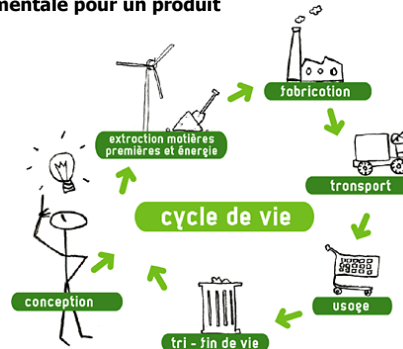 mentale pour un produit
fabrication
extraction matières
premières et énergie
transport
cycle de vie
conception
usage
tri - fin de vie